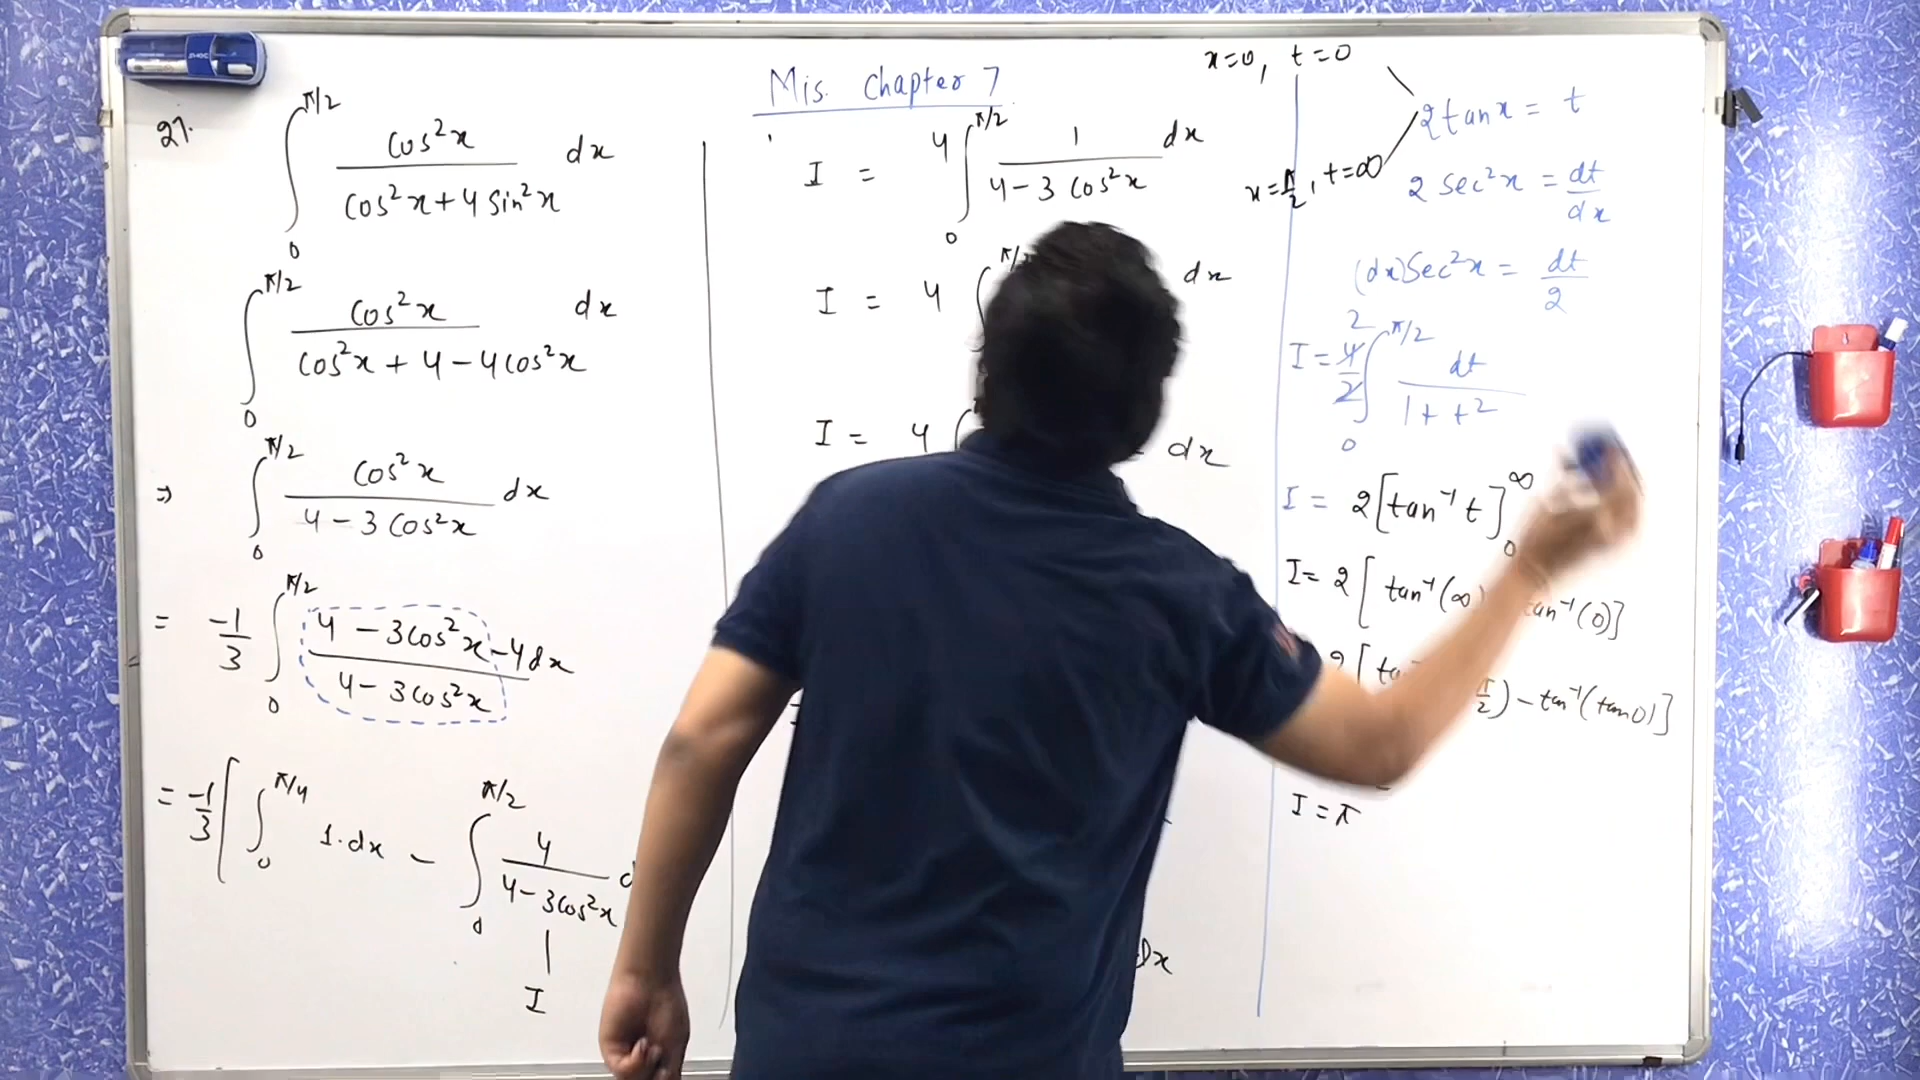 Mis. Chapter 7
27. ∫₀^π/2 cos²x / (cos²x + 4 sin²x) dx
∫₀^π/2 cos²x / (cos²x + 4 − 4cos²x) dx
⇒ ∫₀^π/2 cos²x / (4 − 3 cos²x) dx
= −1/3 ∫₀^π/2 (4 − 3cos²x − 4 dx) / (4 − 3cos²x)
= −1/3 [ ∫₀^π/4 1.dx − ∫₀^π/2 4 / (4 − 3cos²x)
I
I = 4 ∫₀^π/2 1 / (4 − 3 cos²x) dx
I = 4 ∫ dx
I = 4 ∫ dx
dx
x=0, t=0
x=π/2, t=∞
2tanx = t
2 Sec²x = dt/dx
(dx)Sec²x = dt/2
I = 4/2 2 ∫₀^π/2 dt / (1 + t²)
I = 2[tan⁻¹ t]₀^∞
I = 2[tan⁻¹(∞) tan⁻¹(0)]
2[ π/2) − tan⁻¹(tan0)]
I = π